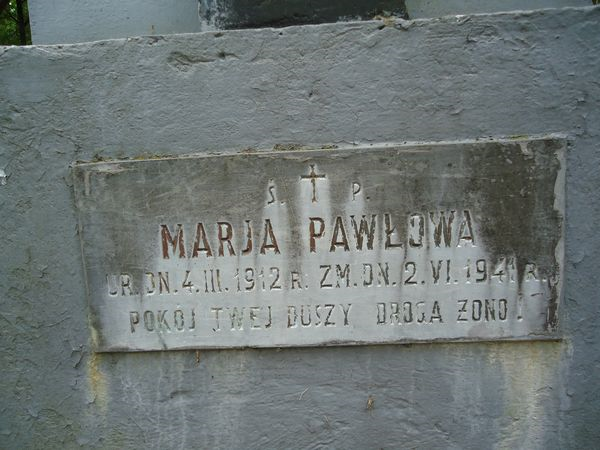 Ś. † P.
MARJA PAWŁOWA
UR. DN. 4. III. 1912 R. ZM. DN. 2. VI. 1941 R.
POKÓJ TWEJ DUSZY DROGA ŻONO!